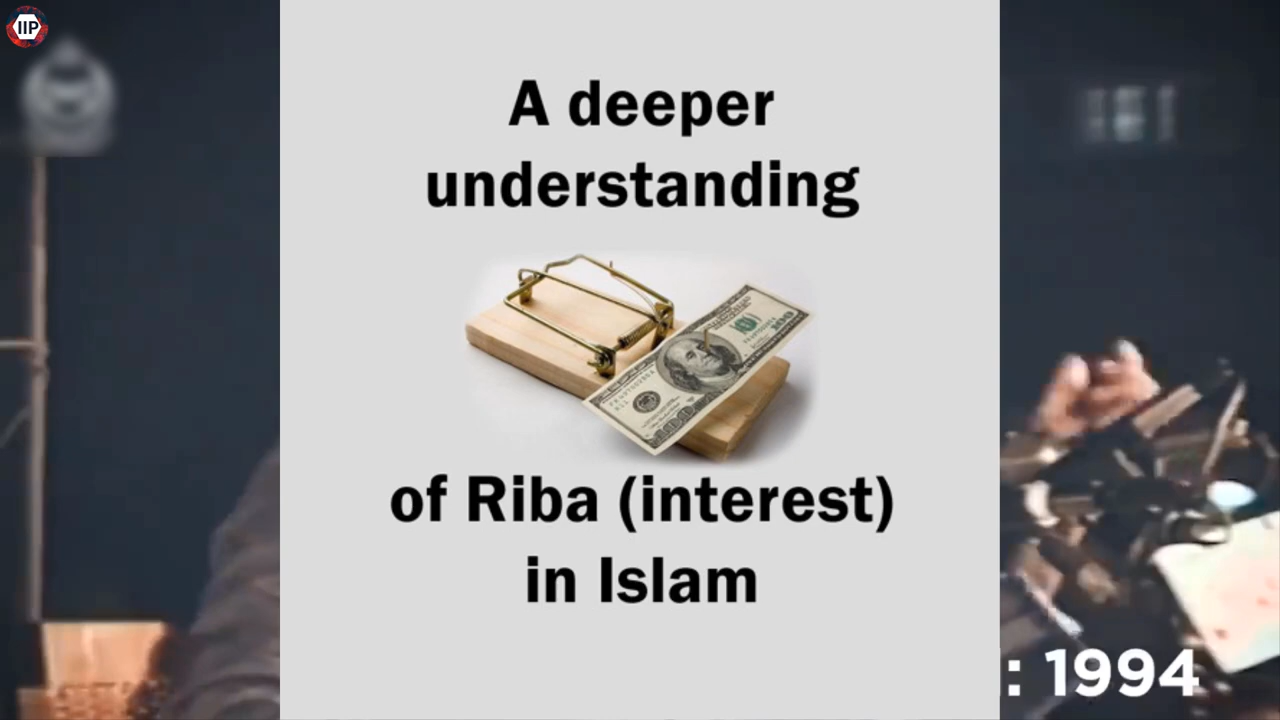 IIP
A deeper
understanding
of Riba (interest)
in Islam
: 1994